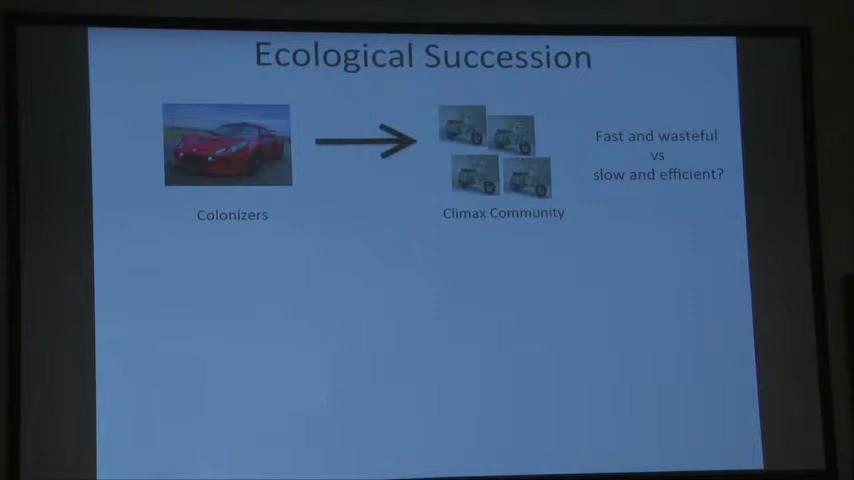 Ecological Succession
Fast and wasteful
vs
slow and efficient?
Colonizers
Climax Community